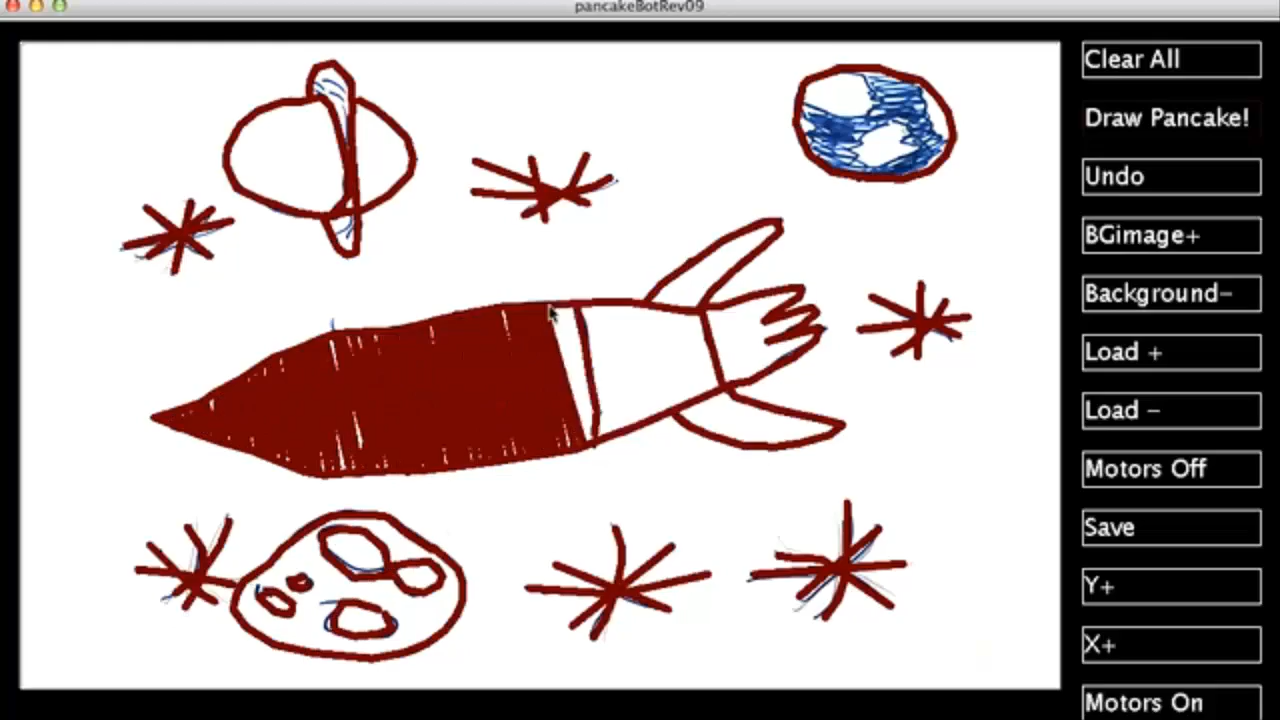 pancakeBotRev09
Clear All
Draw Pancake!
Undo
BGimage+
Background-
Load +
Load -
Motors Off
Save
Y+
X+
Motors On